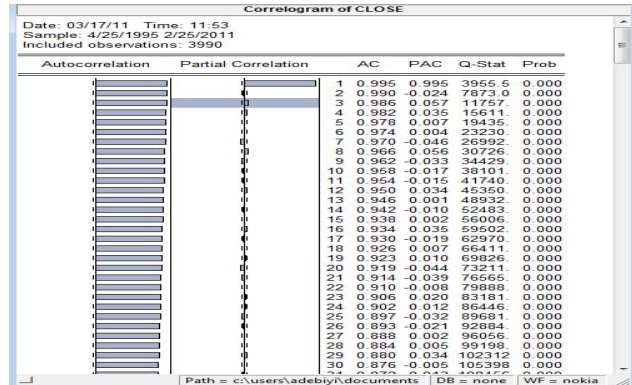 Correlogram of CLOSE
Date: 03/17/11 Time: 11:53
Sample: 4/25/1995 2/25/2011
Included observations: 3990
Autocorrelation Partial Correlation AC PAC Q-Stat Prob
1 0.995 0.995 3955.5 0.000
2 0.990 -0.024 7873.0 0.000
3 0.986 0.057 11757. 0.000
4 0.982 0.035 15611. 0.000
5 0.978 0.007 19435. 0.000
6 0.974 0.004 23230. 0.000
7 0.970 -0.046 26992. 0.000
8 0.966 0.056 30726. 0.000
9 0.962 -0.033 34429. 0.000
10 0.958 -0.017 38101. 0.000
11 0.954 -0.015 41740. 0.000
12 0.950 0.034 45350. 0.000
13 0.946 0.001 48932. 0.000
14 0.942 -0.010 52483. 0.000
15 0.938 0.002 56006. 0.000
16 0.934 0.035 59502. 0.000
17 0.930 -0.019 62970. 0.000
18 0.926 0.007 66411. 0.000
19 0.923 0.010 69826. 0.000
20 0.919 -0.044 73211. 0.000
21 0.914 -0.039 76565. 0.000
22 0.910 -0.008 79888. 0.000
23 0.906 0.020 83181. 0.000
24 0.902 0.012 86446. 0.000
25 0.897 -0.032 89681. 0.000
26 0.893 -0.021 92884. 0.000
27 0.888 0.002 96056. 0.000
28 0.884 0.005 99198. 0.000
29 0.880 0.034 102312 0.000
30 0.876 -0.005 105398 0.000
Path = c:\users\adebiyi\documents DB = none WF = nokia